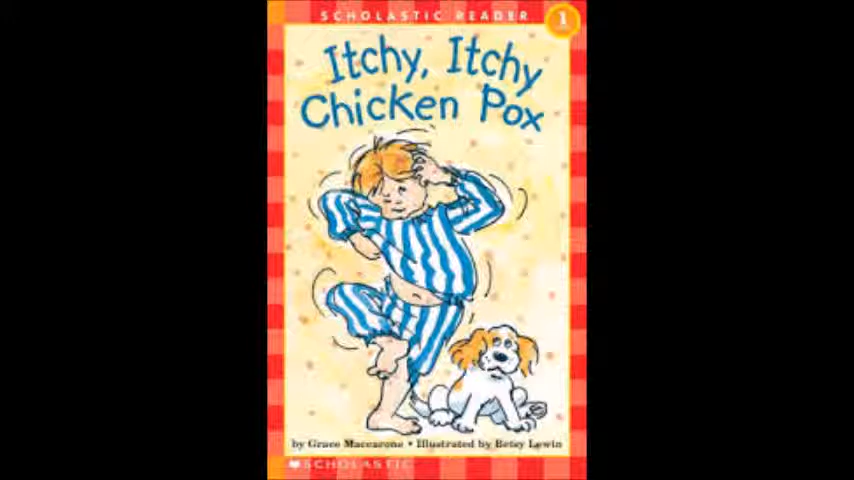 SCHOLASTIC READER
1
Itchy, Itchy
Chicken Pox
by Grace Maccarone • Illustrated by Betsy Lewin
SCHOLASTIC